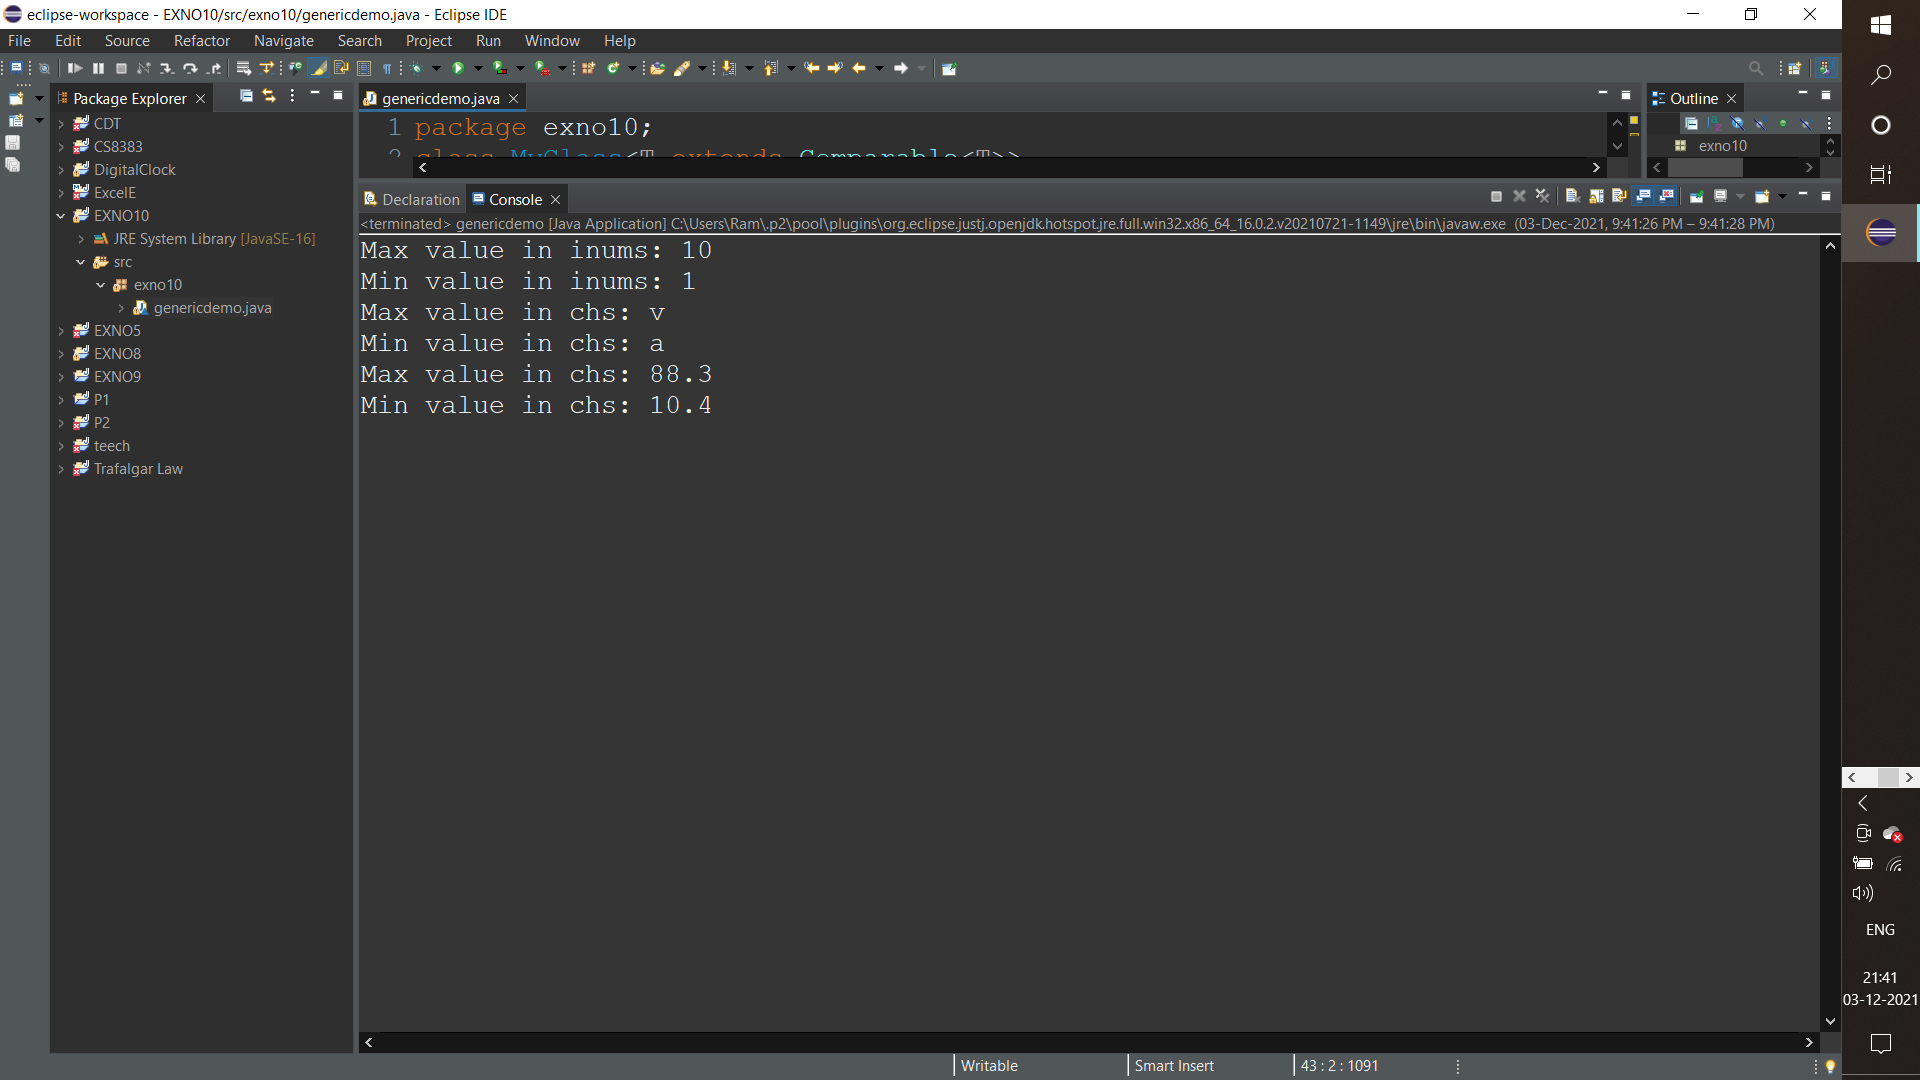 eclipse-workspace - EXNO10/src/exno10/genericdemo.java - Eclipse IDE
File Edit Source Refactor Navigate Search Project Run Window Help
Package Explorer
CDT
CS8383
DigitalClock
ExcelE
EXNO10
JRE System Library [JavaSE-16]
src
exno10
genericdemo.java
EXNO5
EXNO8
EXNO9
P1
P2
teech
Trafalgar Law
genericdemo.java
1 package exno10;
2 class MyClass<T extends Comparable<T>>
Outline
exno10
Declaration Console
<terminated> genericdemo [Java Application] C:\Users\Ram\.p2\pool\plugins\org.eclipse.justj.openjdk.hotspot.jre.full.win32.x86_64_16.0.2.v20210721-1149\jre\bin\javaw.exe (03-Dec-2021, 9:41:26 PM – 9:41:28 PM)
Max value in inums: 10
Min value in inums: 1
Max value in chs: v
Min value in chs: a
Max value in chs: 88.3
Min value in chs: 10.4
Writable Smart Insert 43 : 2 : 1091
ENG
21:41
03-12-2021